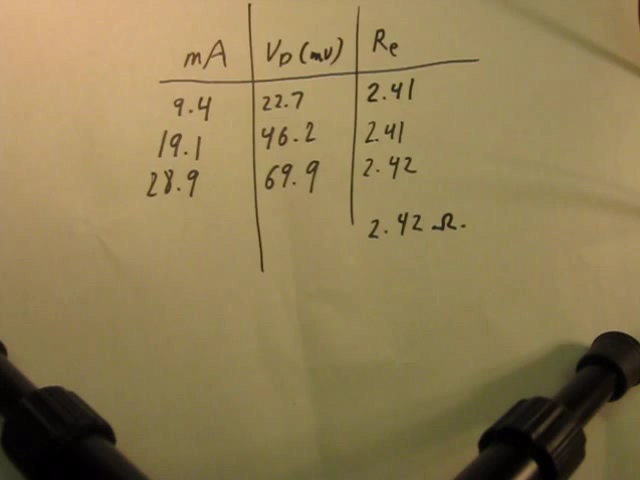 mA VD (mV) Re
9.4 22.7 2.41
19.1 46.2 2.41
28.9 69.9 2.42
2.42 Ω.